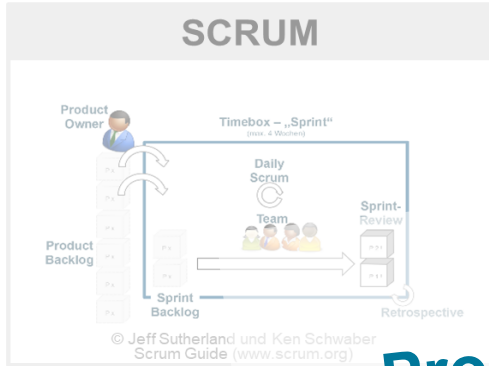 SCRUM
Product
Owner
Timebox – „Sprint“
(max. 4 Wochen)
Daily
Scrum
Team
Sprint-
Review
Product
Backlog
Sprint
Backlog
Retrospective
© Jeff Sutherland und Ken Schwaber
Scrum Guide (www.scrum.org)
Pro